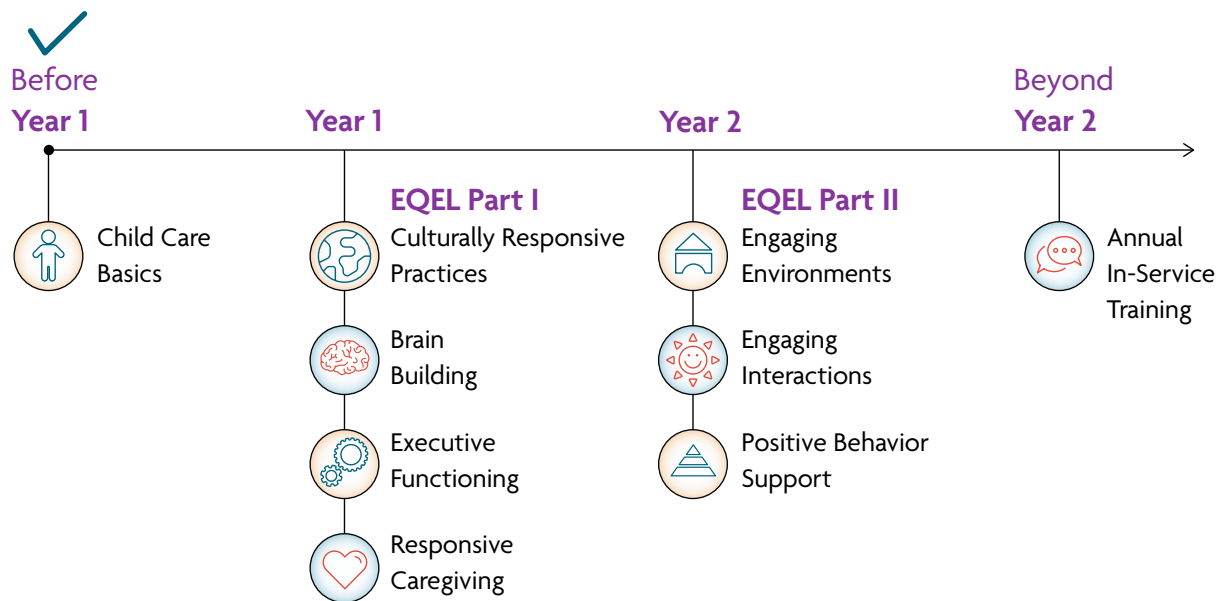 Before
Year 1
Child Care
Basics
Year 1
EQEL Part I
Culturally Responsive
Practices
Brain
Building
Executive
Functioning
Responsive
Caregiving
Year 2
EQEL Part II
Engaging
Environments
Engaging
Interactions
Positive Behavior
Support
Beyond
Year 2
Annual
In-Service
Training